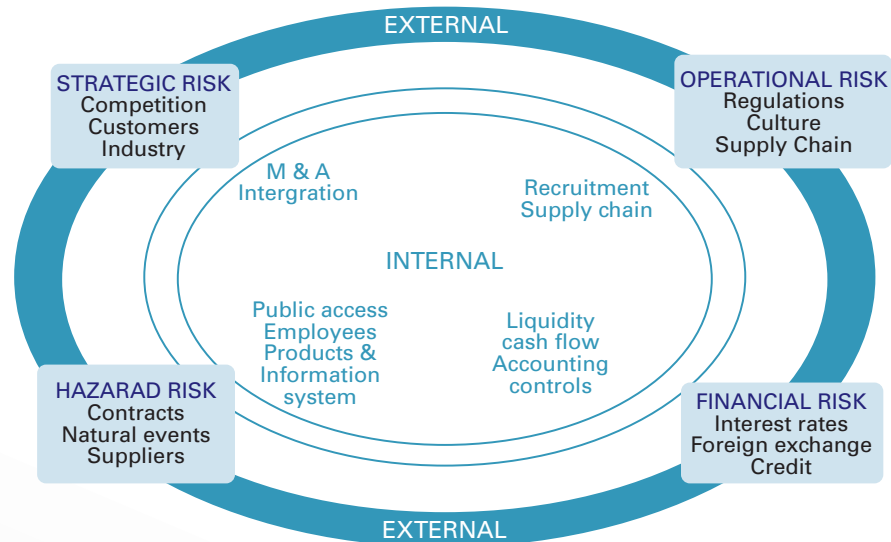 EXTERNAL
STRATEGIC RISK
Competition
Customers
Industry
OPERATIONAL RISK
Regulations
Culture
Supply Chain
M & A
Intergration
Recruitment
Supply chain
INTERNAL
Public access
Employees
Products &
Information
system
Liquidity
cash flow
Accounting
controls
HAZARAD RISK
Contracts
Natural events
Suppliers
FINANCIAL RISK
Interest rates
Foreign exchange
Credit
EXTERNAL